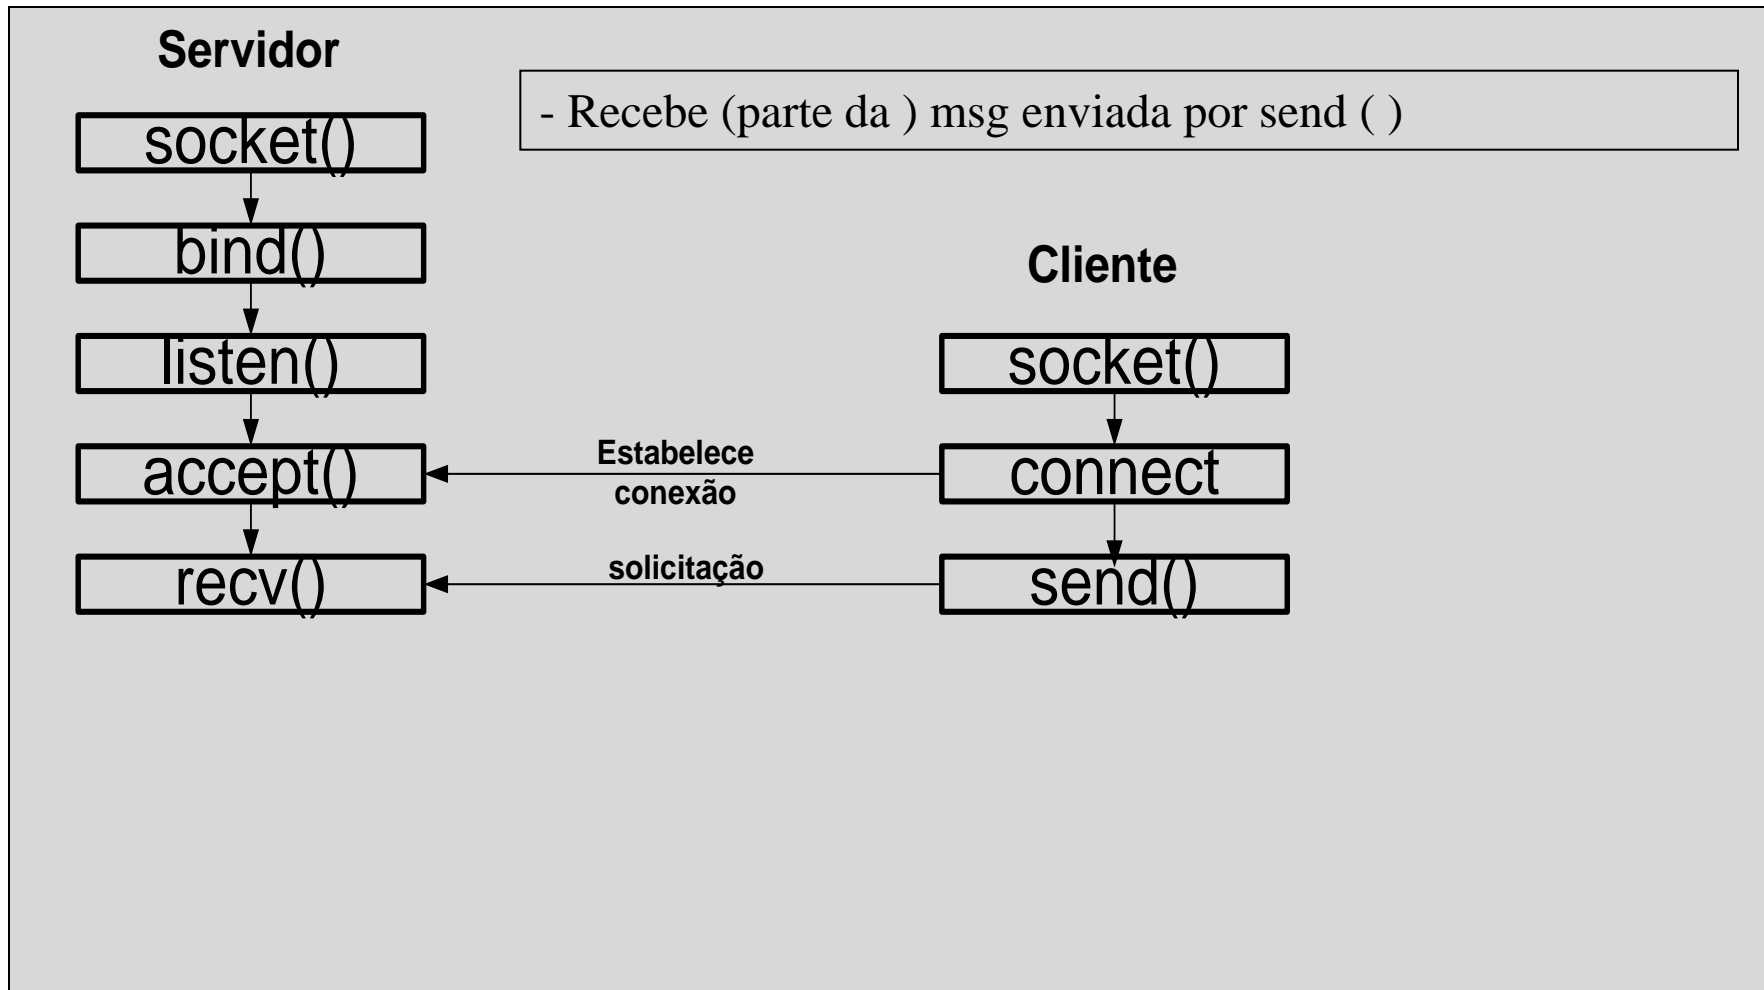 Servidor
- Recebe (parte da ) msg enviada por send ( )
socket()
bind()
Cliente
listen()
socket()
accept()
Estabelece
conexão
connect
recv()
solicitação
send()